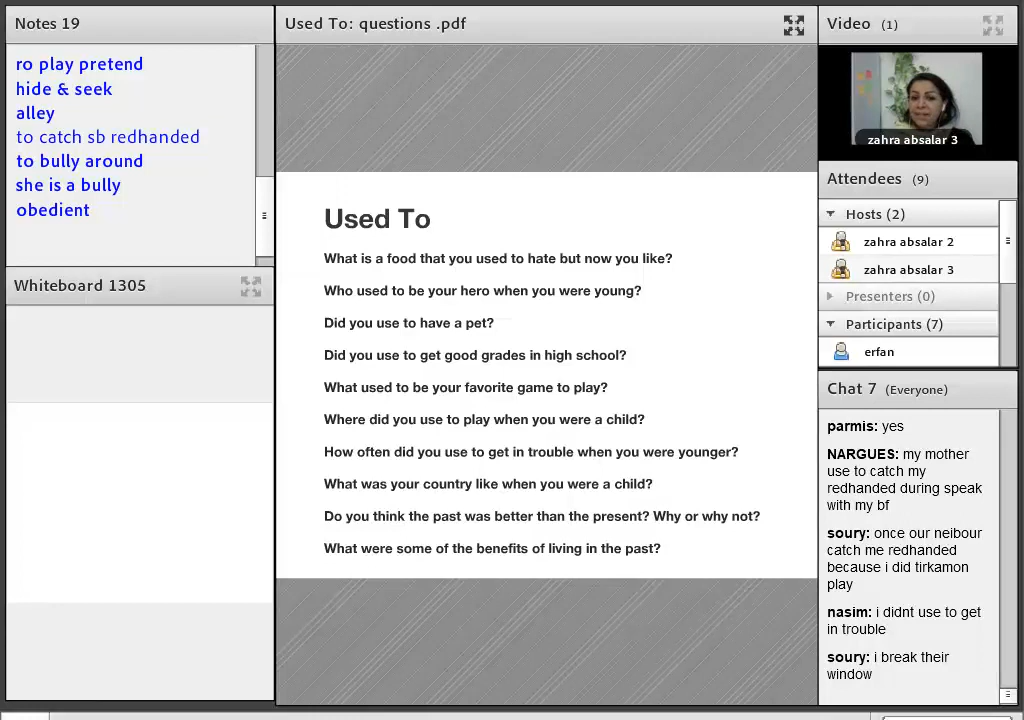 Notes 19
ro play pretend
hide & seek
alley
to catch sb redhanded
to bully around
she is a bully
obedient
Whiteboard 1305
Used To: questions .pdf
Used To
What is a food that you used to hate but now you like?
Who used to be your hero when you were young?
Did you use to have a pet?
Did you use to get good grades in high school?
What used to be your favorite game to play?
Where did you use to play when you were a child?
How often did you use to get in trouble when you were younger?
What was your country like when you were a child?
Do you think the past was better than the present? Why or why not?
What were some of the benefits of living in the past?
Video (1)
zahra absalar 3
Attendees (9)
Hosts (2)
zahra absalar 2
zahra absalar 3
Presenters (0)
Participants (7)
erfan
Chat 7 (Everyone)
parmis: yes
NARGUES: my mother
use to catch my
redhanded during speak
with my bf
soury: once our neibour
catch me redhanded
because i did tirkamon
play
nasim: i didnt use to get
in trouble
soury: i break their
window